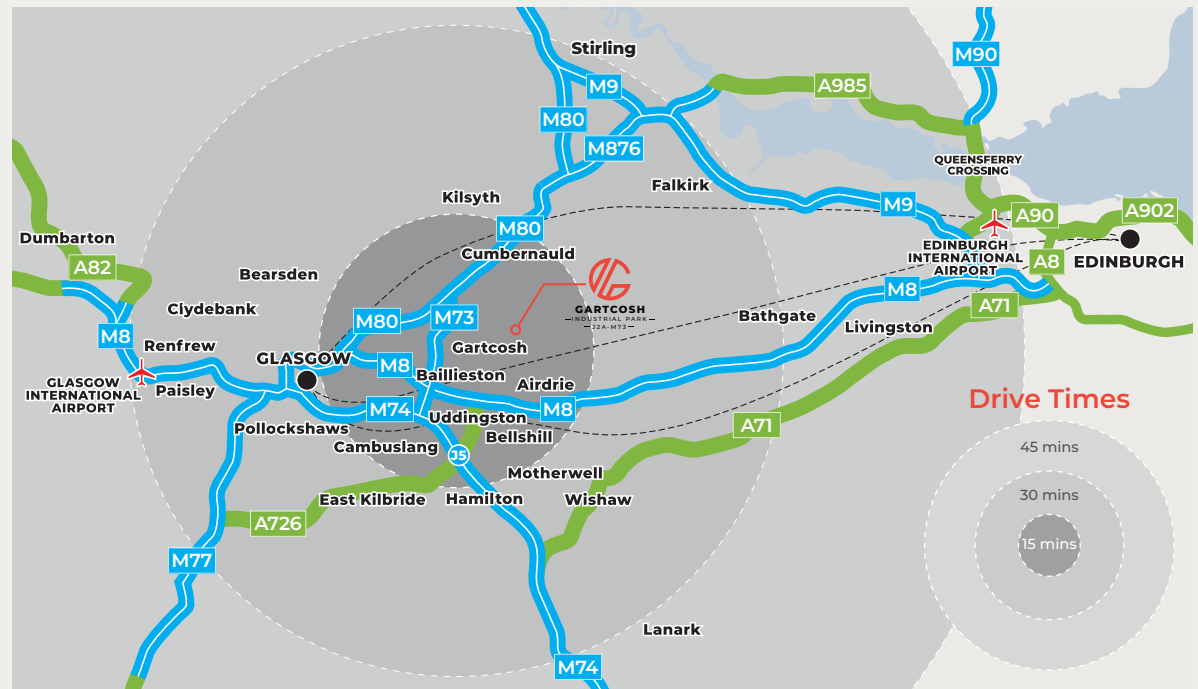 Stirling
M90
M9
A985
M80
M876
QUEENSFERRY
CROSSING
Falkirk
Kilsyth
M9
A902
A90
M80
Dumbarton
Cumbernauld
EDINBURGH
INTERNATIONAL
AIRPORT
A8
EDINBURGH
A82
Bearsden
M8
GARTCOSH
INDUSTRIAL PARK
J2A-M73
A71
Clydebank
M80
M73
Bathgate
Livingston
M8
Renfrew
Gartcosh
GLASGOW
M8
Baillieston
Airdrie
GLASGOW
INTERNATIONAL
AIRPORT
Paisley
M74
M8
Drive Times
Uddingston
A71
Pollockshaws
Bellshill
Cambuslang
J5
45 mins
Motherwell
East Kilbride
Hamilton
Wishaw
30 mins
A726
15 mins
M77
Lanark
M74